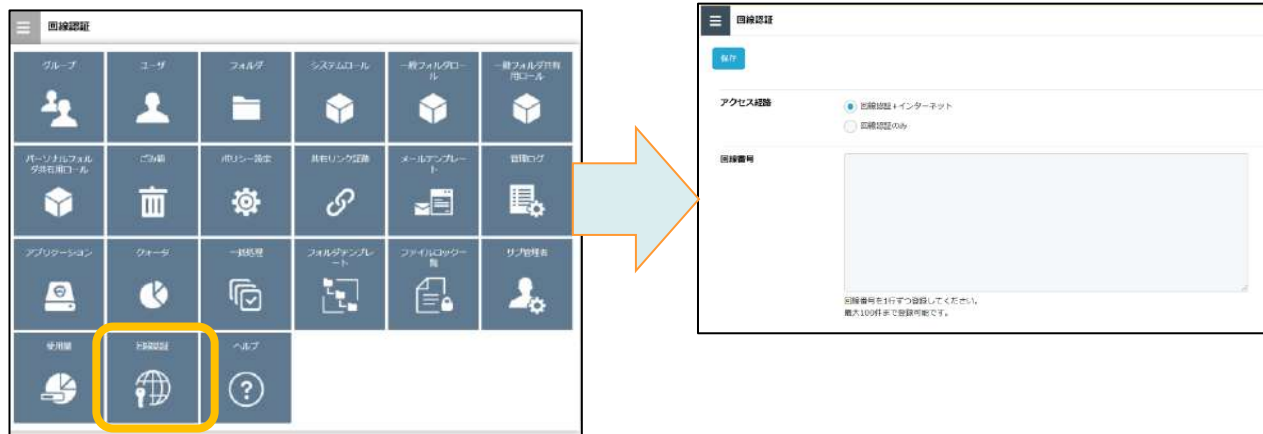 回線認証
グループ
ユーザ
フォルダ
システムロール
一般フォルダロー
ル
一般フォルダ共有
用ロール
パーソナルフォル
ダ共有用ロール
ごみ箱
ポリシー設定
共有リンク証跡
メールテンプレー
ト
管理ログ
アプリケーション
クォータ
一括処理
フォルダテンプレ
ート
ファイルロック一
覧
サブ管理者
使用量
回線認証
ヘルプ
回線認証
保存
アクセス経路
回線認証+インターネット
回線認証のみ
回線番号
回線番号を1行ずつ登録してください。
最大100件まで登録可能です。